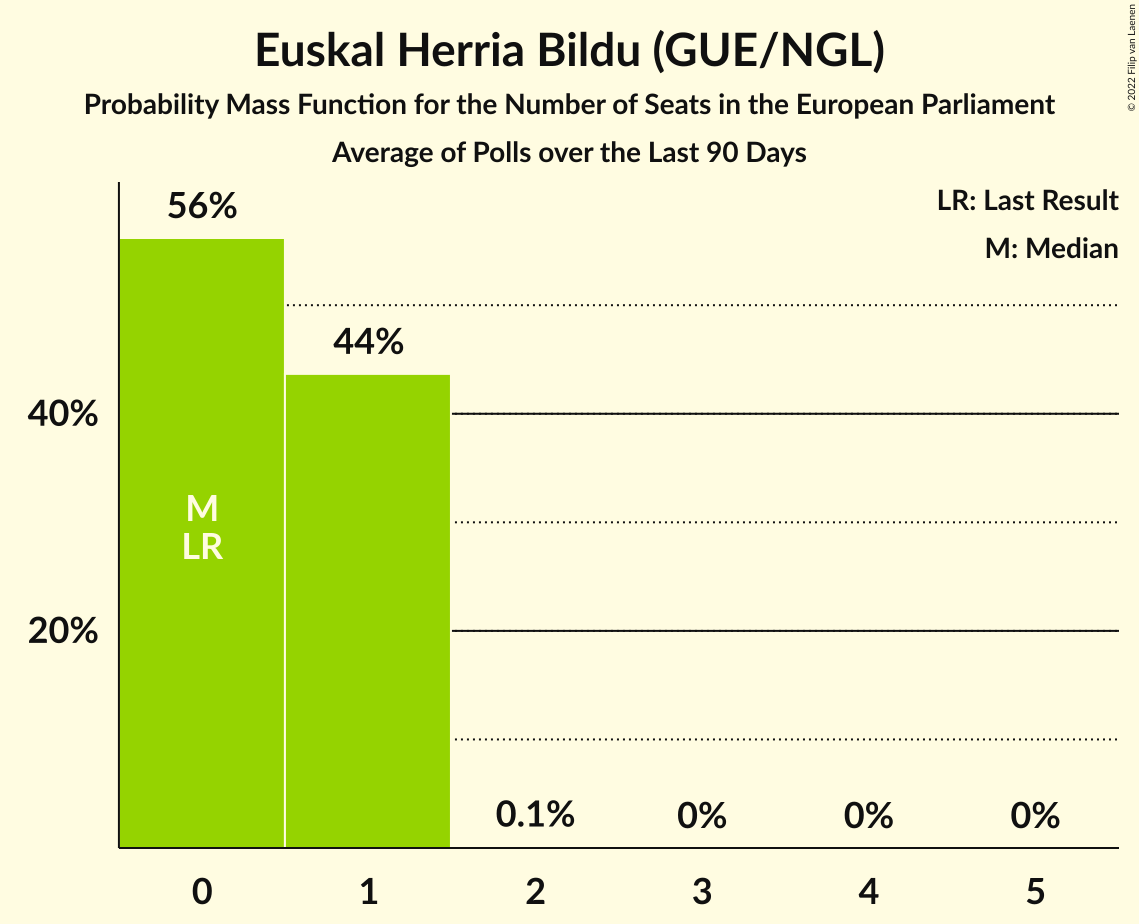 Euskal Herria Bildu (GUE/NGL)
Probability Mass Function for the Number of Seats in the European Parliament
Average of Polls over the Last 90 Days
© 2022 Filip van Laenen
LR: Last Result
M: Median
56%
44%
40%
20%
M
LR
0.1%
0%
0%
0%
0
1
2
3
4
5